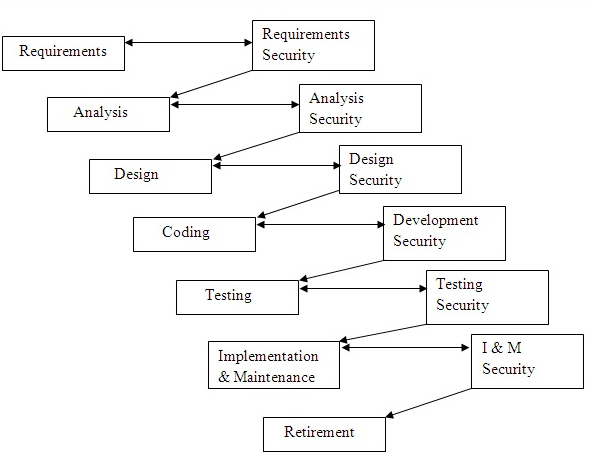 Requirements
Requirements
Security
Analysis
Analysis
Security
Design
Design
Security
Coding
Development
Security
Testing
Testing
Security
Implementation
& Maintenance
I & M
Security
Retirement